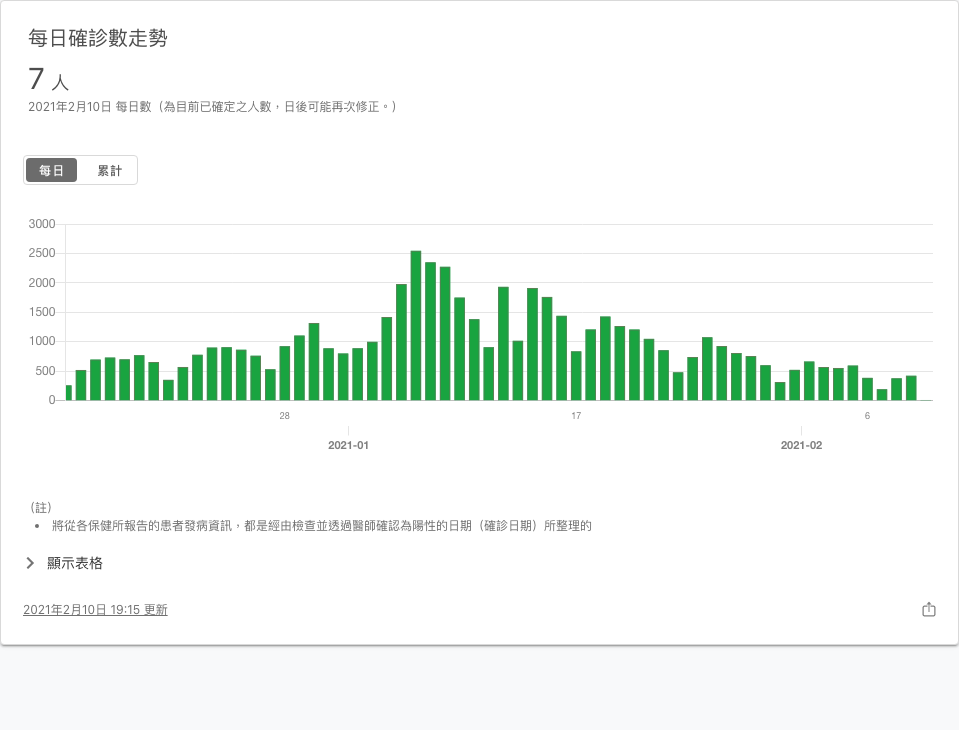 每日確診數走勢
7 人
2021年2月10日 每日數（為目前已確定之人數，日後可能再次修正。）
每日 累計
3000
2500
2000
1500
1000
500
0
28 17 6
2021-01 2021-02
（註）
• 將從各保健所報告的患者發病資訊，都是經由檢查並透過醫師確認為陽性的日期（確診日期）所整理的
顯示表格
2021年2月10日 19:15 更新